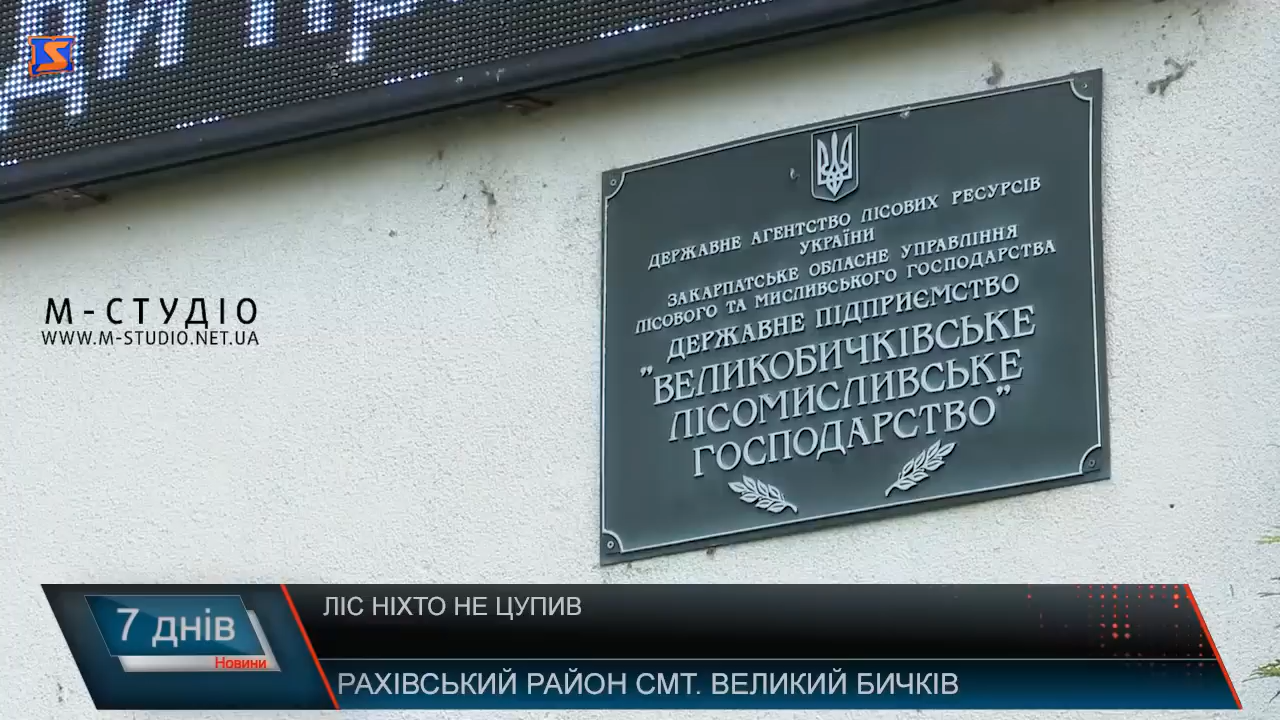 ДЕРЖАВНЕ АГЕНТСТВО ЛІСОВИХ РЕСУРСІВ
УКРАЇНИ
ЗАКАРПАТСЬКЕ ОБЛАСНЕ УПРАВЛІННЯ
ЛІСОВОГО ТА МИСЛИВСЬКОГО ГОСПОДАРСТВА
ДЕРЖАВНЕ ПІДПРИЄМСТВО
"ВЕЛИКОБИЧКІВСЬКЕ
ЛІСОМИСЛИВСЬКЕ
ГОСПОДАРСТВО"
М-СТУДІО
WWW.M-STUDIO.NET.UA
7 днів
Новини
ЛІС НІХТО НЕ ЦУПИВ
РАХІВСЬКИЙ РАЙОН СМТ. ВЕЛИКИЙ БИЧКІВ